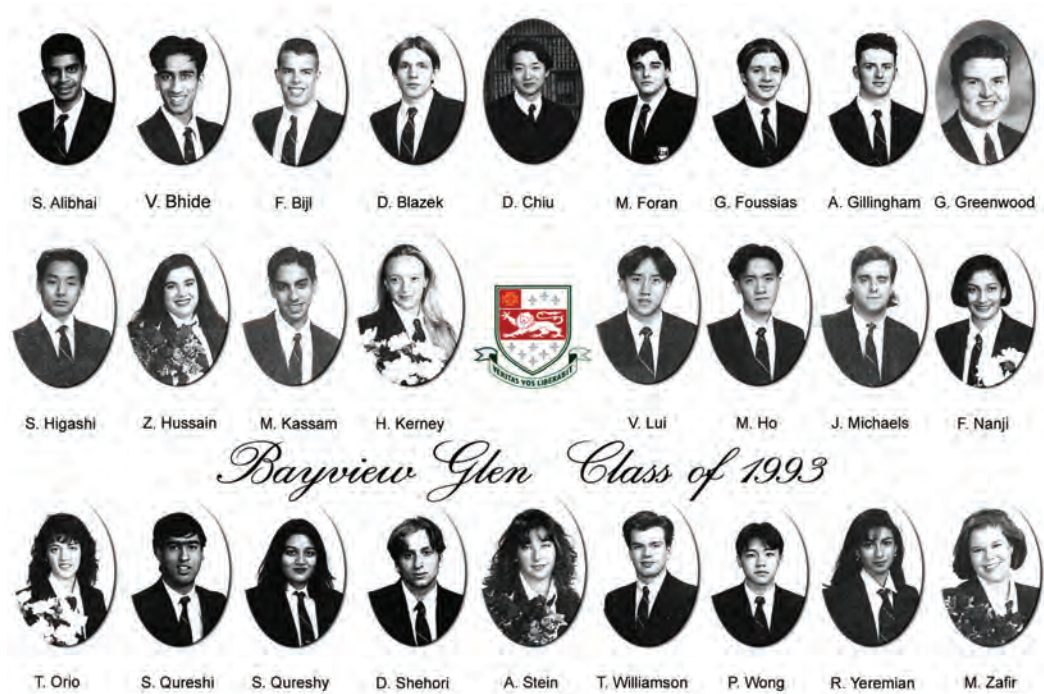 S. Alibhai V. Bhide F. Bijl D. Blazek D. Chiu M. Foran G. Foussias A. Gillingham G. Greenwood
VERITAS VOS LIBERABIT
S. Higashi Z. Hussain M. Kassam H. Kerney V. Lui M. Ho J. Michaels F. Nanji
Bayview Glen Class of 1993
T. Orio S. Qureshi S. Qureshy D. Shehori A. Stein T. Williamson P. Wong R. Yeremian M. Zafir